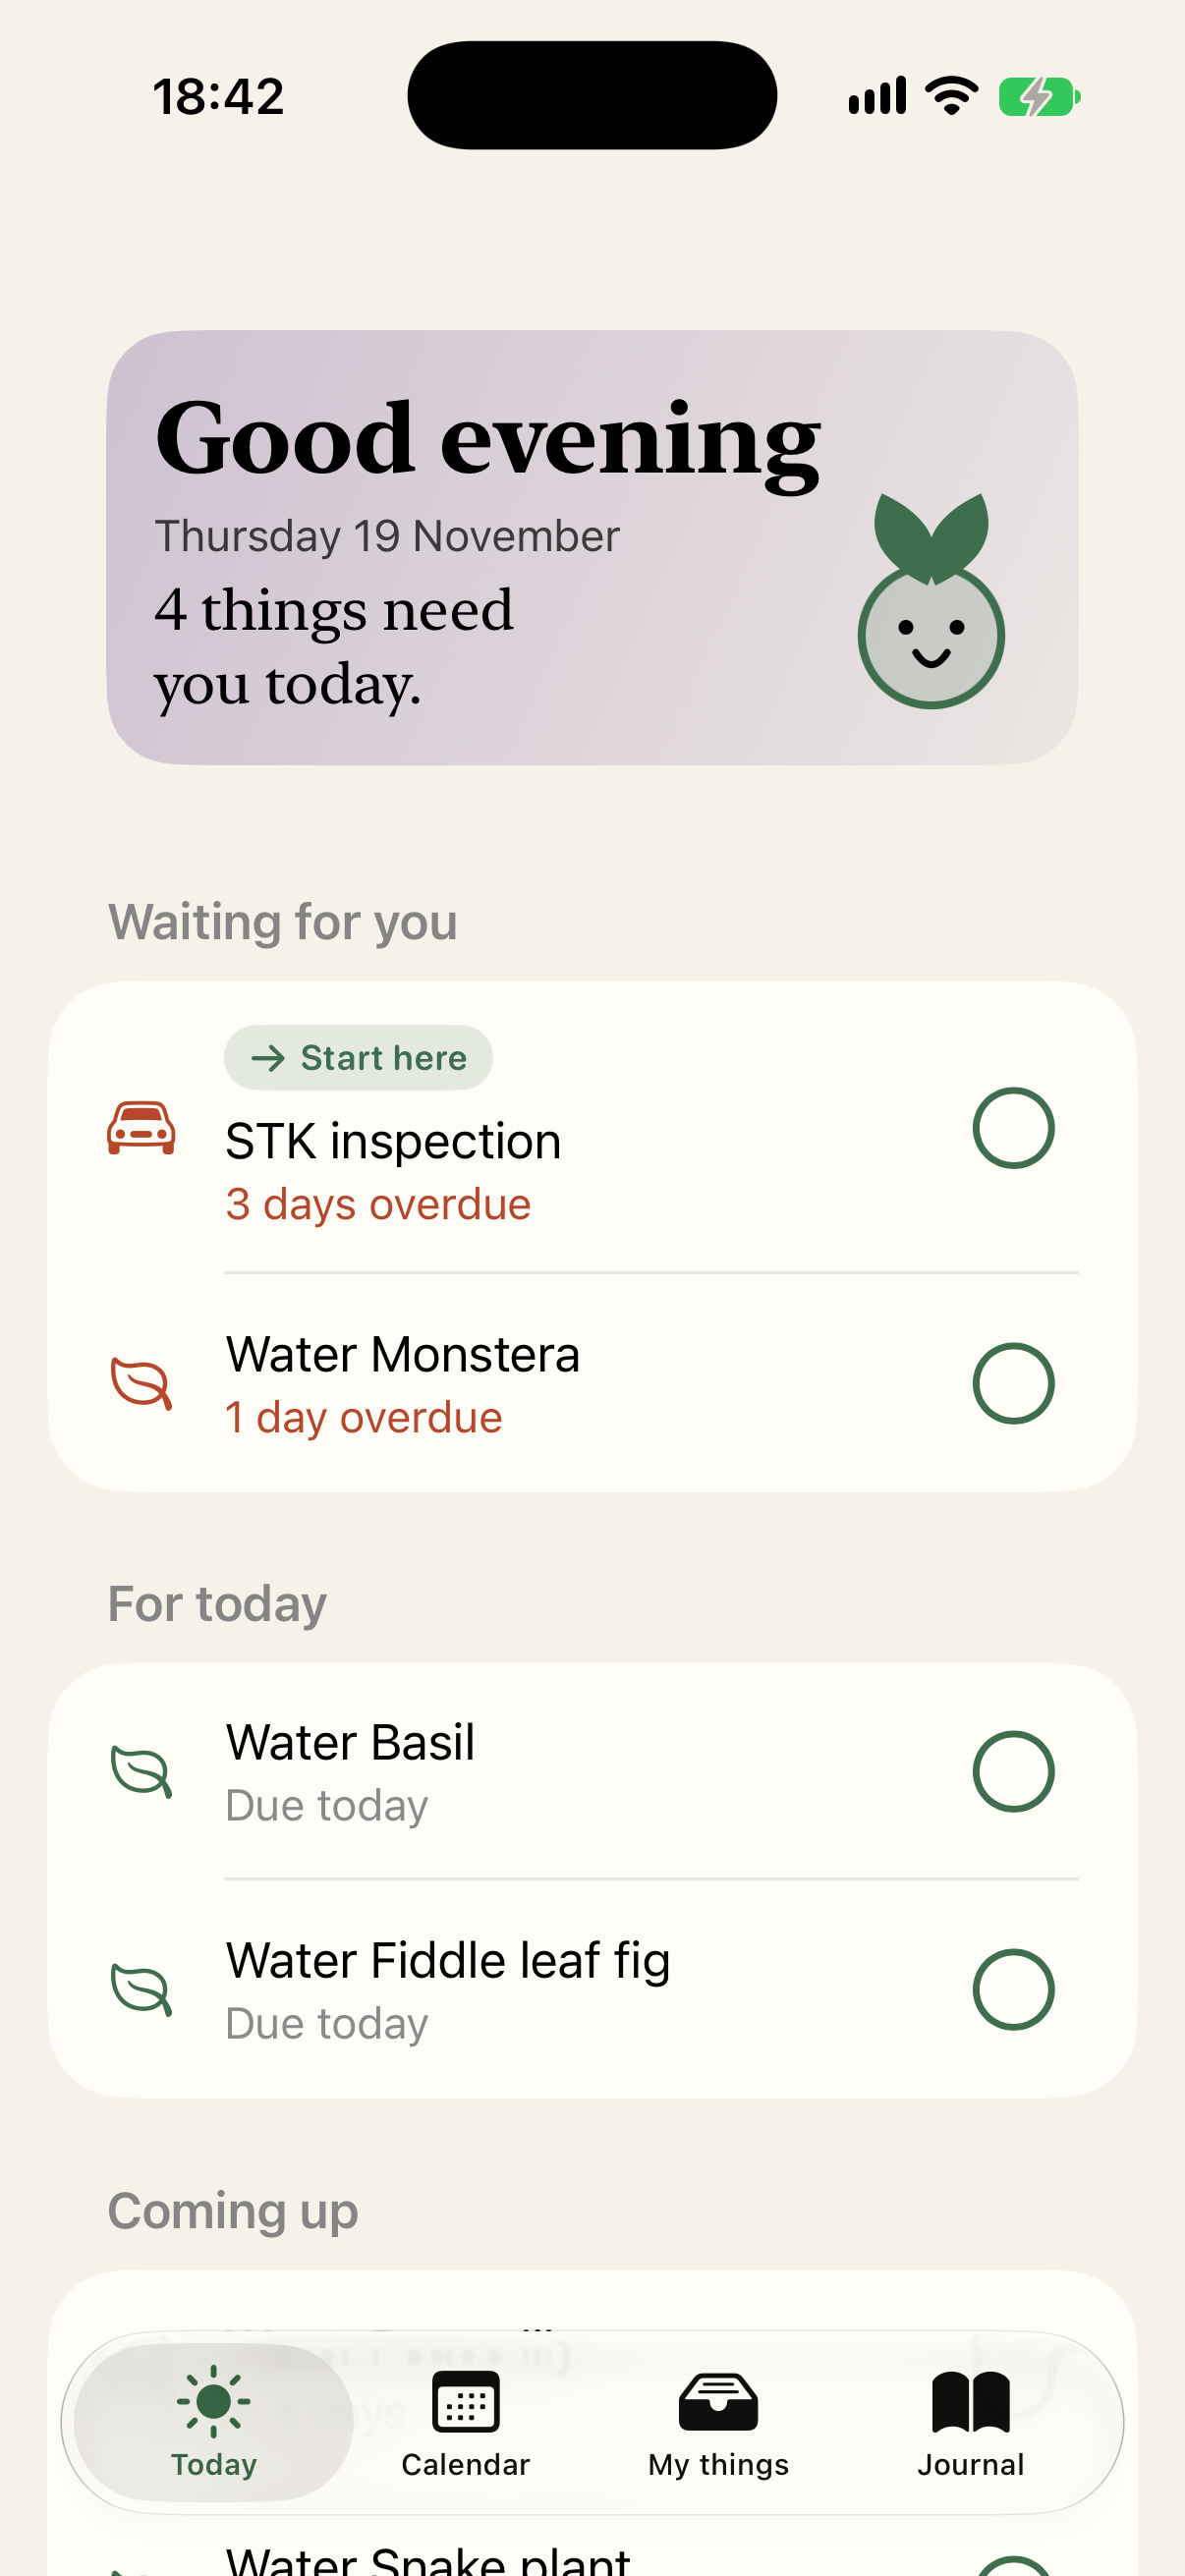 18:42
Good evening
Thursday 19 November
4 things need
you today.
Waiting for you
Start here
STK inspection
3 days overdue
Water Monstera
1 day overdue
For today
Water Basil
Due today
Water Fiddle leaf fig
Due today
Coming up
Today
Calendar
My things
Journal
Water Snake plant